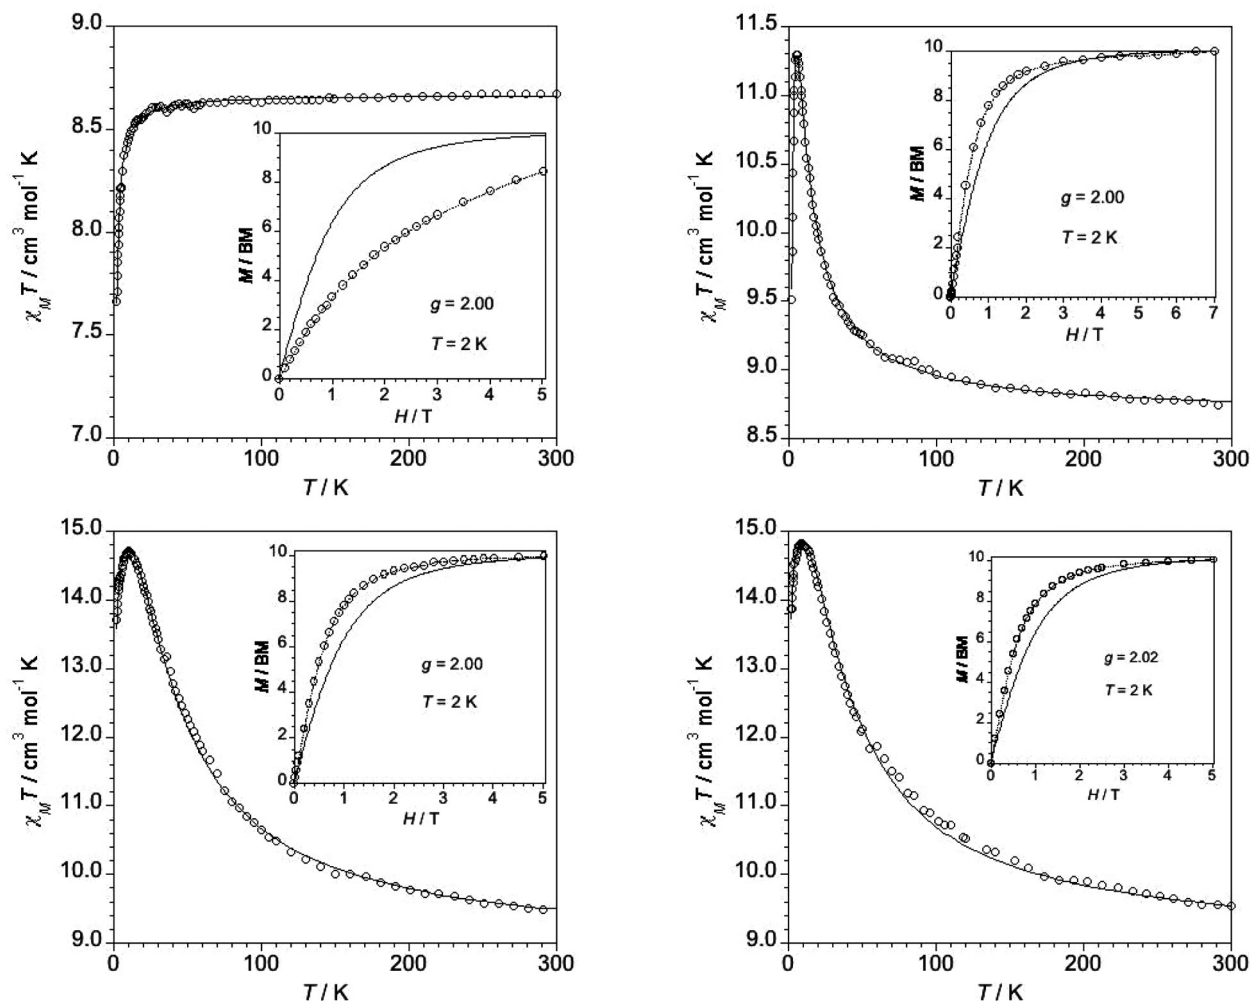 9.0
8.5
8.0
7.5
7.0
χ_M T / cm³ mol⁻¹ K
0 100 200 300
T / K
10
8
6
4
2
0
M / BM
g = 2.00
T = 2 K
0 1 2 3 4 5
H / T
11.5
11.0
10.5
10.0
9.5
9.0
8.5
χ_M T / cm³ mol⁻¹ K
0 100 200 300
T / K
10
8
6
4
2
0
M / BM
g = 2.00
T = 2 K
0 1 2 3 4 5 6 7
H / T
15.0
14.0
13.0
12.0
11.0
10.0
9.0
χ_M T / cm³ mol⁻¹ K
0 100 200 300
T / K
10
8
6
4
2
0
M / BM
g = 2.00
T = 2 K
0 1 2 3 4 5
H / T
15.0
14.0
13.0
12.0
11.0
10.0
9.0
χ_M T / cm³ mol⁻¹ K
0 100 200 300
T / K
10
8
6
4
2
0
M / BM
g = 2.02
T = 2 K
0 1 2 3 4 5
H / T